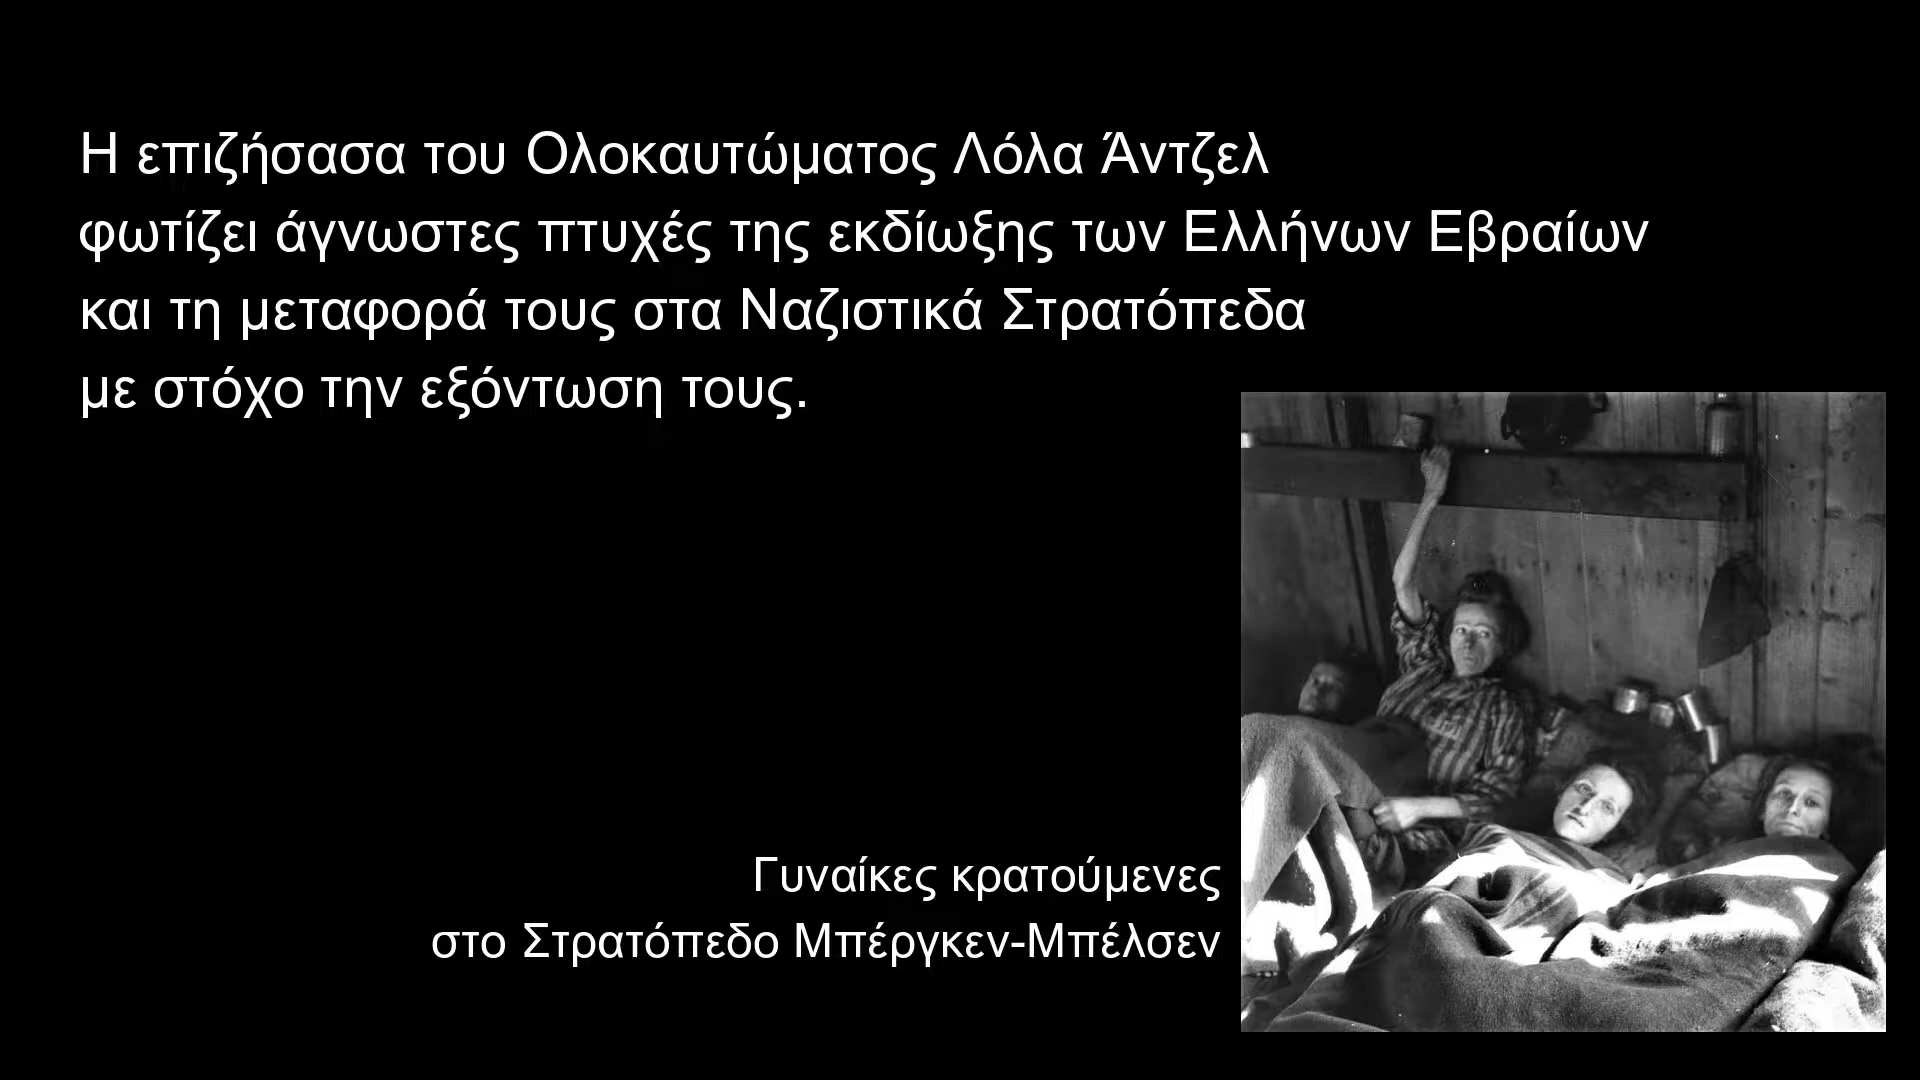 Η επιζήσασα του Ολοκαυτώματος Λόλα Άντζελ
φωτίζει άγνωστες πτυχές της εκδίωξης των Ελλήνων Εβραίων
και τη μεταφορά τους στα Ναζιστικά Στρατόπεδα
με στόχο την εξόντωση τους.
Γυναίκες κρατούμενες
στο Στρατόπεδο Μπέργκεν-Μπέλσεν